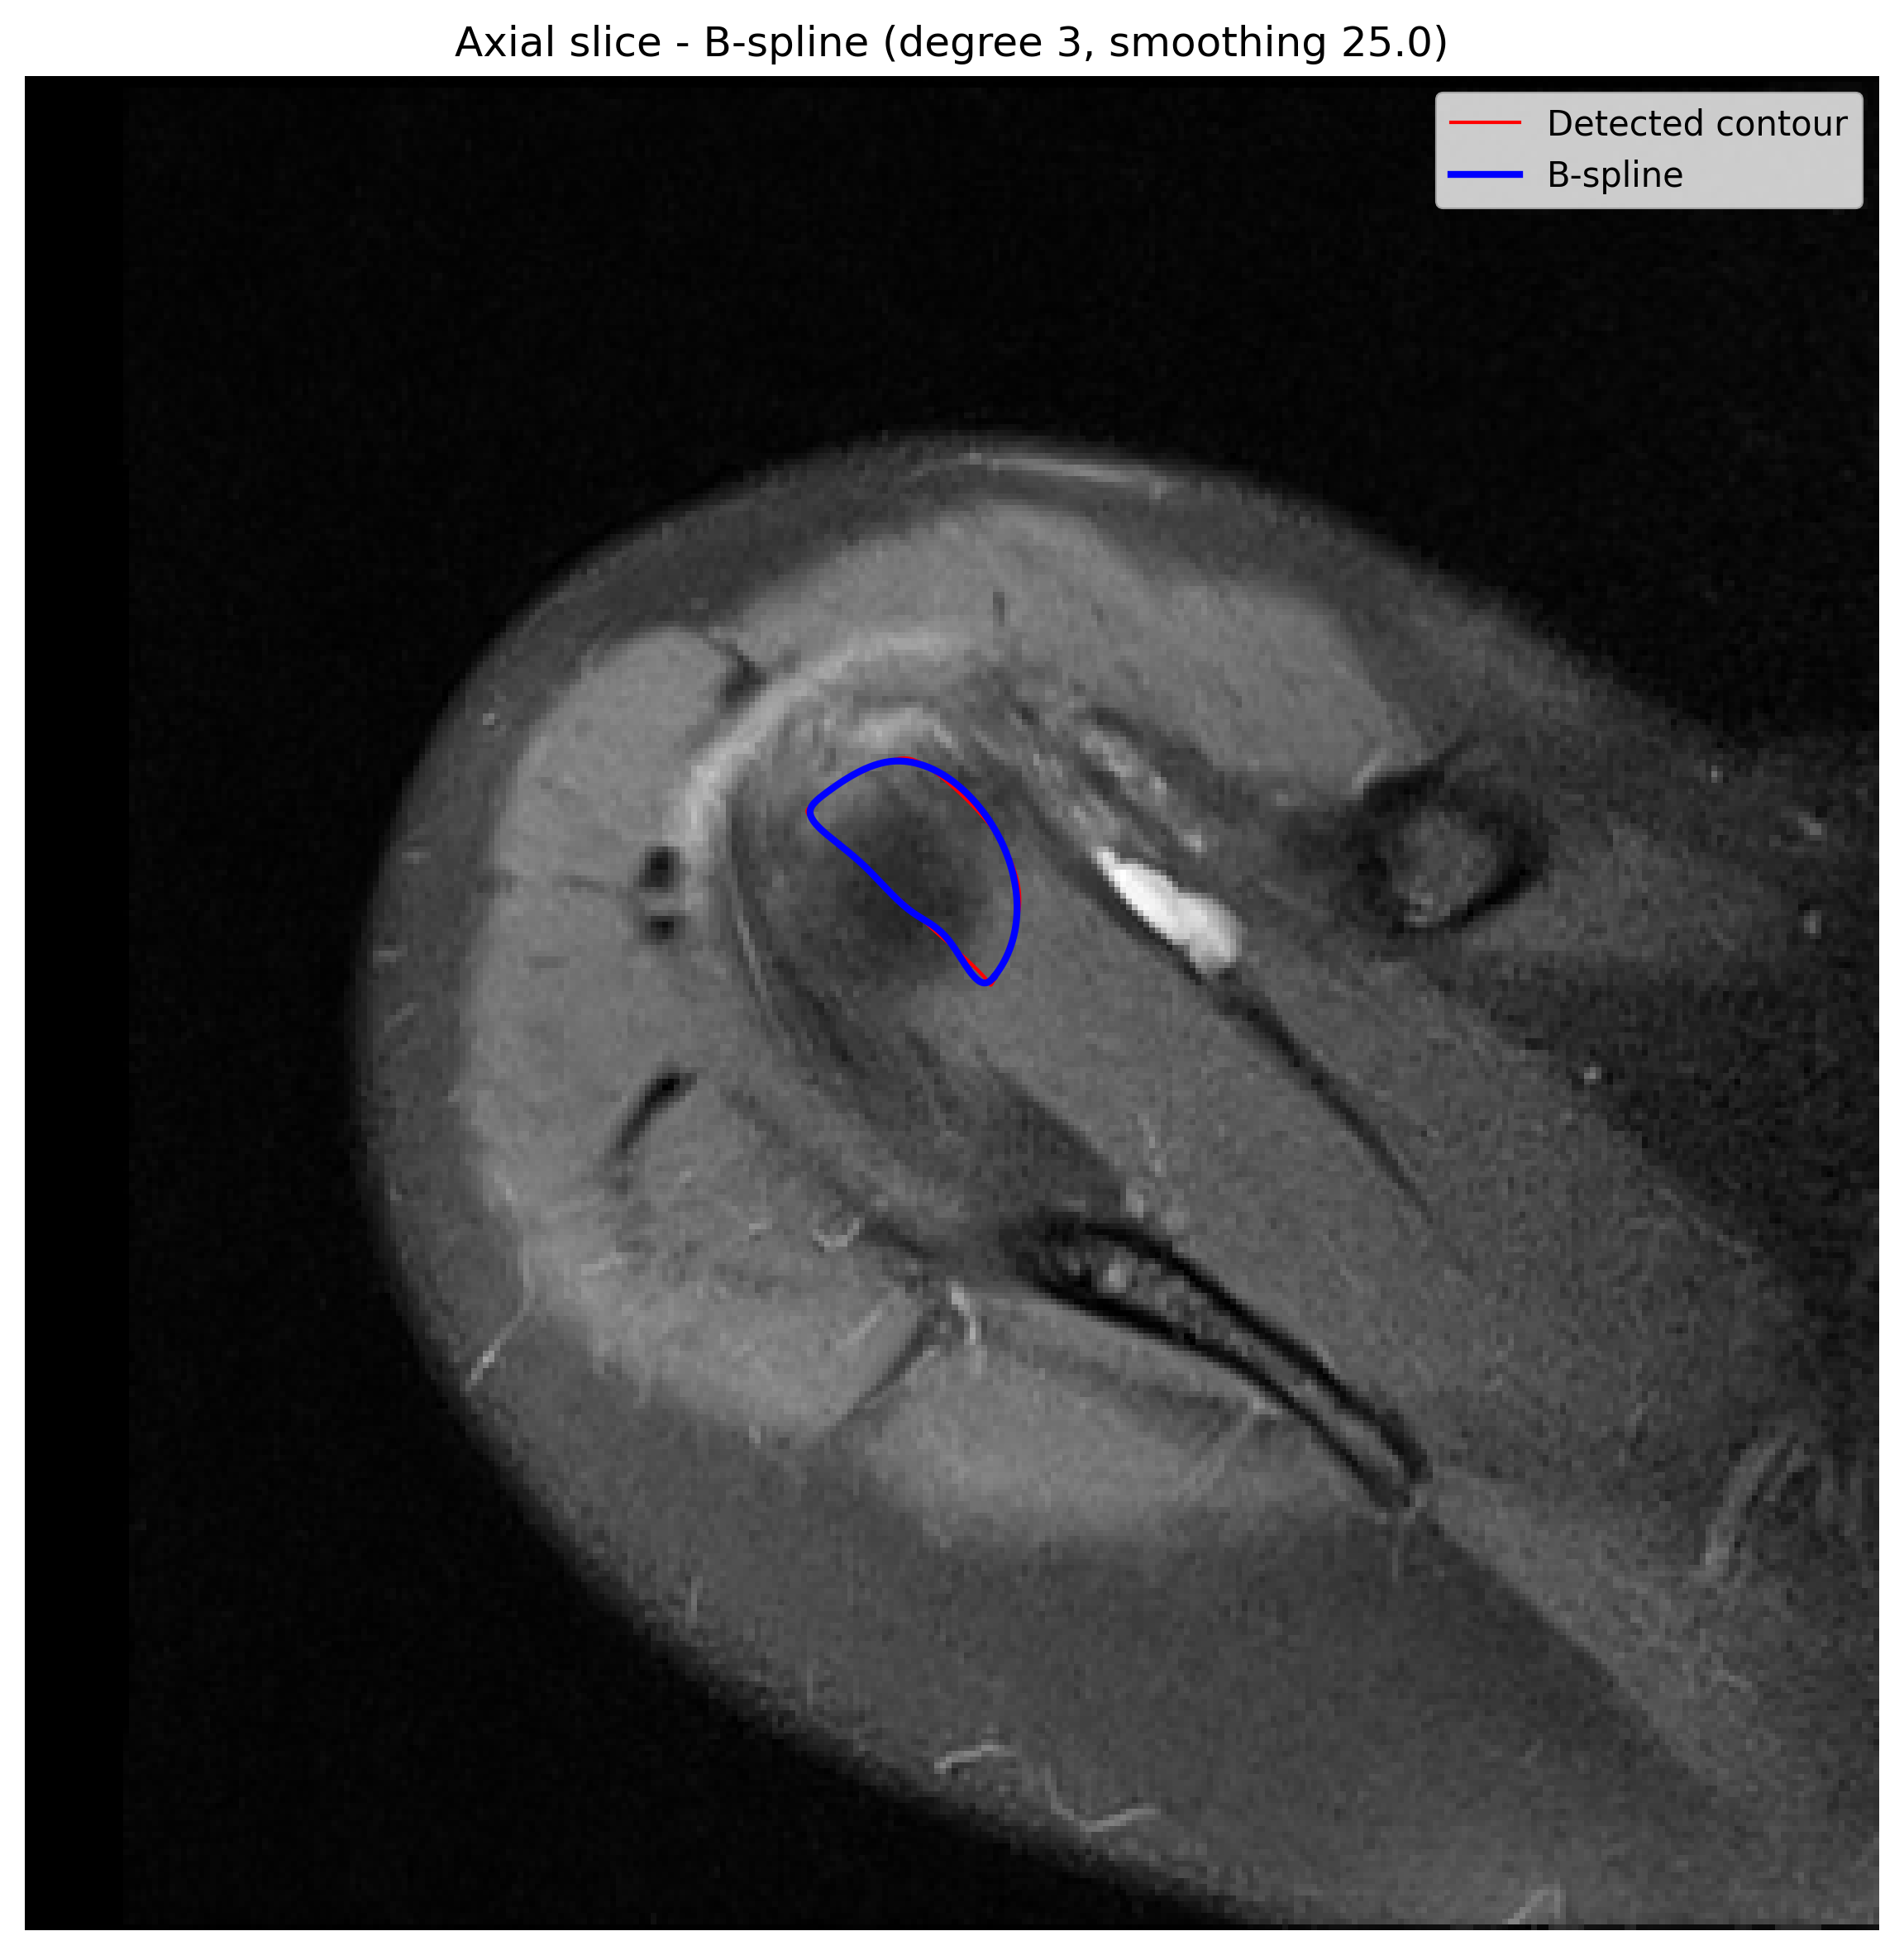 Axial slice - B-spline (degree 3, smoothing 25.0)
Detected contour
B-spline